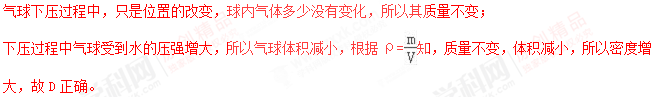 气球下压过程中，只是位置的改变，球内气体多少没有变化，所以其质量不变；
下压过程中气球受到水的压强增大，所以气球体积减小，根据 ρ=m/V知，质量不变，体积减小，所以密度增
大，故 D 正确。